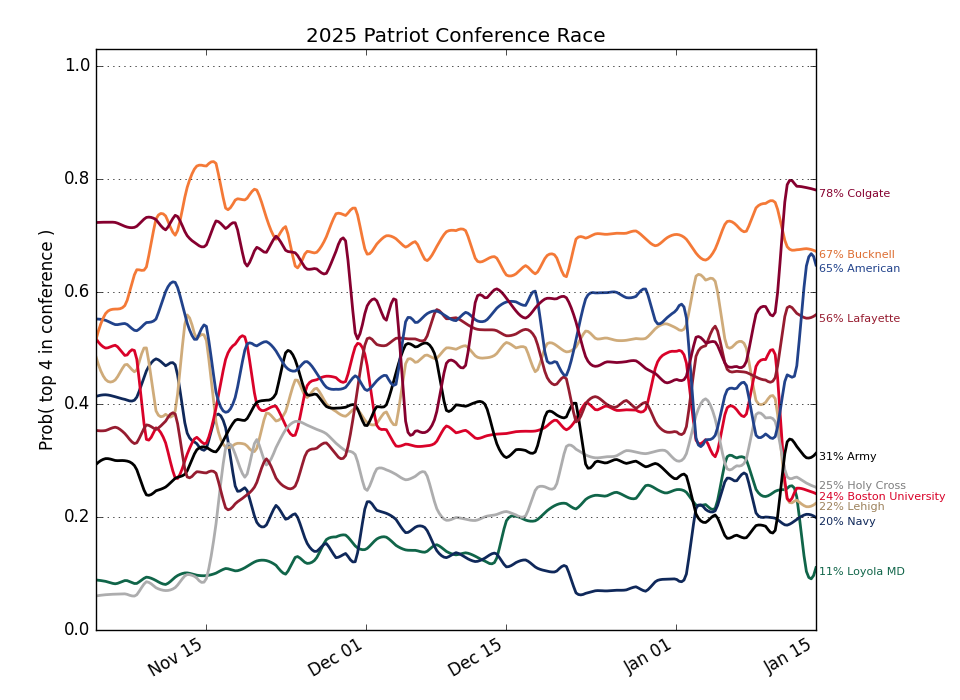 2025 Patriot Conference Race
Prob( top 4 in conference )
1.0
0.8
0.6
0.4
0.2
0.0
Nov 15
Dec 01
Dec 15
Jan 01
Jan 15
78% Colgate
67% Bucknell
65% American
56% Lafayette
31% Army
25% Holy Cross
24% Boston University
22% Lehigh
20% Navy
11% Loyola MD